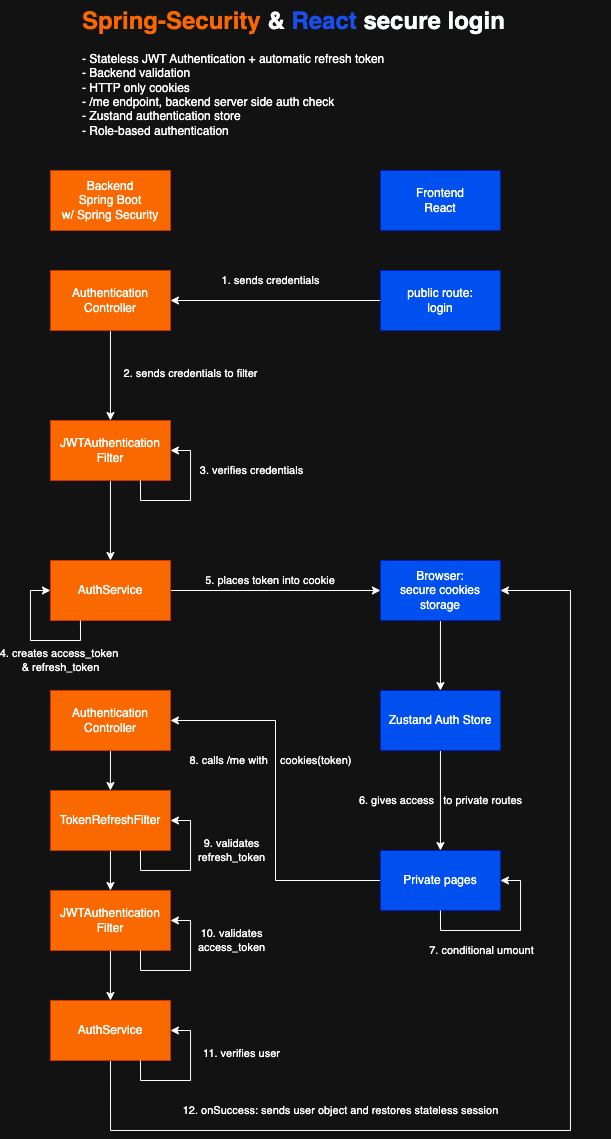 Spring-Security & React secure login
- Stateless JWT Authentication + automatic refresh token
- Backend validation
- HTTP only cookies
- /me endpoint, backend server side auth check
- Zustand authentication store
- Role-based authentication
Backend
Spring Boot
w/ Spring Security
Frontend
React
Authentication
Controller
1. sends credentials
public route:
login
2. sends credentials to filter
JWTAuthentication
Filter
3. verifies credentials
AuthService
5. places token into cookie
Browser:
secure cookies
storage
4. creates access_token
& refresh_token
Authentication
Controller
Zustand Auth Store
8. calls /me with cookies(token)
6. gives access to private routes
TokenRefreshFilter
9. validates
refresh_token
Private pages
7. conditional umount
JWTAuthentication
Filter
10. validates
access_token
AuthService
11. verifies user
12. onSuccess: sends user object and restores stateless session